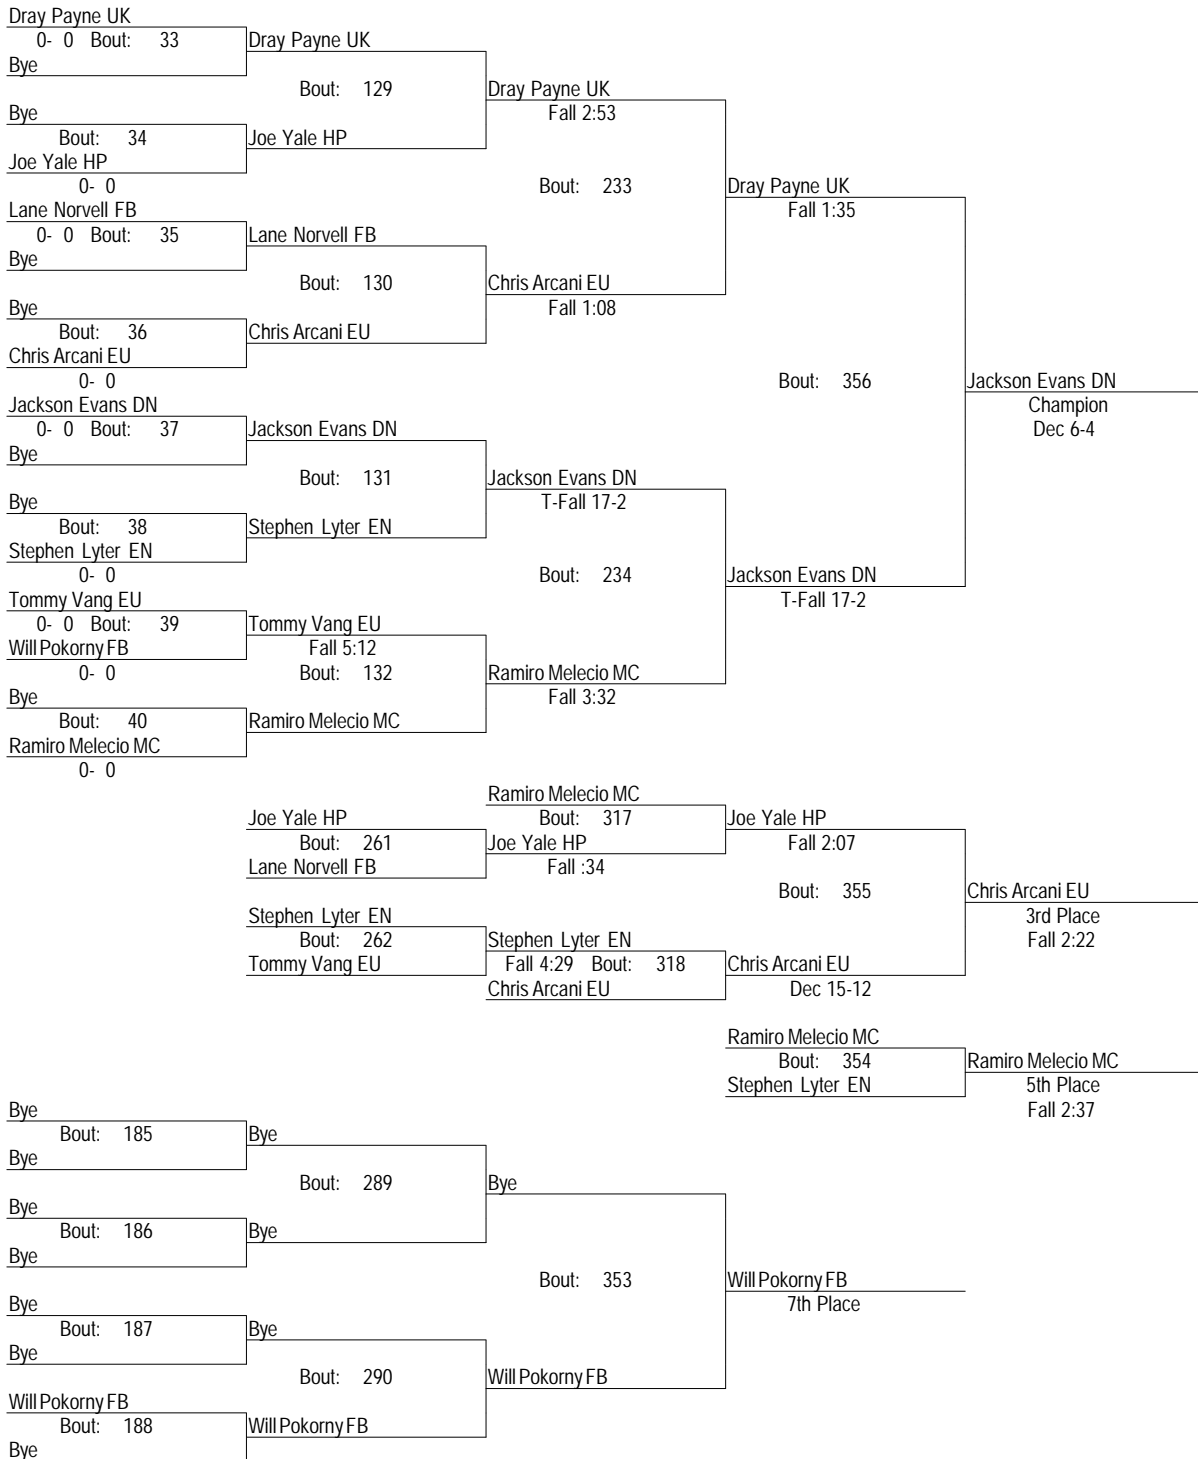 Dray Payne UK
0- 0 Bout: 33
Dray Payne UK
Bye
Bout: 129
Dray Payne UK
Bye
Fall 2:53
Bout: 34
Joe Yale HP
Joe Yale HP
0- 0
Bout: 233
Dray Payne UK
Lane Norvell FB
Fall 1:35
0- 0 Bout: 35
Lane Norvell FB
Bye
Bout: 130
Chris Arcani EU
Bye
Fall 1:08
Bout: 36
Chris Arcani EU
Chris Arcani EU
0- 0
Bout: 356
Jackson Evans DN
Jackson Evans DN
Champion
0- 0 Bout: 37
Jackson Evans DN
Dec 6-4
Bye
Bout: 131
Jackson Evans DN
Bye
T-Fall 17-2
Bout: 38
Stephen Lyter EN
Stephen Lyter EN
0- 0
Bout: 234
Jackson Evans DN
Tommy Vang EU
T-Fall 17-2
0- 0 Bout: 39
Tommy Vang EU
Will Pokorny FB
Fall 5:12
0- 0
Bout: 132
Ramiro Melecio MC
Bye
Fall 3:32
Bout: 40
Ramiro Melecio MC
Ramiro Melecio MC
0- 0
Ramiro Melecio MC
Joe Yale HP
Bout: 317
Joe Yale HP
Bout: 261
Joe Yale HP
Fall 2:07
Lane Norvell FB
Fall :34
Bout: 355
Chris Arcani EU
Stephen Lyter EN
3rd Place
Bout: 262
Stephen Lyter EN
Fall 2:22
Tommy Vang EU
Fall 4:29 Bout: 318
Chris Arcani EU
Chris Arcani EU
Dec 15-12
Ramiro Melecio MC
Bout: 354
Ramiro Melecio MC
Stephen Lyter EN
5th Place
Fall 2:37
Bye
Bout: 185
Bye
Bye
Bout: 289
Bye
Bye
Bout: 186
Bye
Bye
Bout: 353
Will Pokorny FB
Bye
7th Place
Bout: 187
Bye
Bye
Bout: 290
Will Pokorny FB
Will Pokorny FB
Bout: 188
Will Pokorny FB
Bye